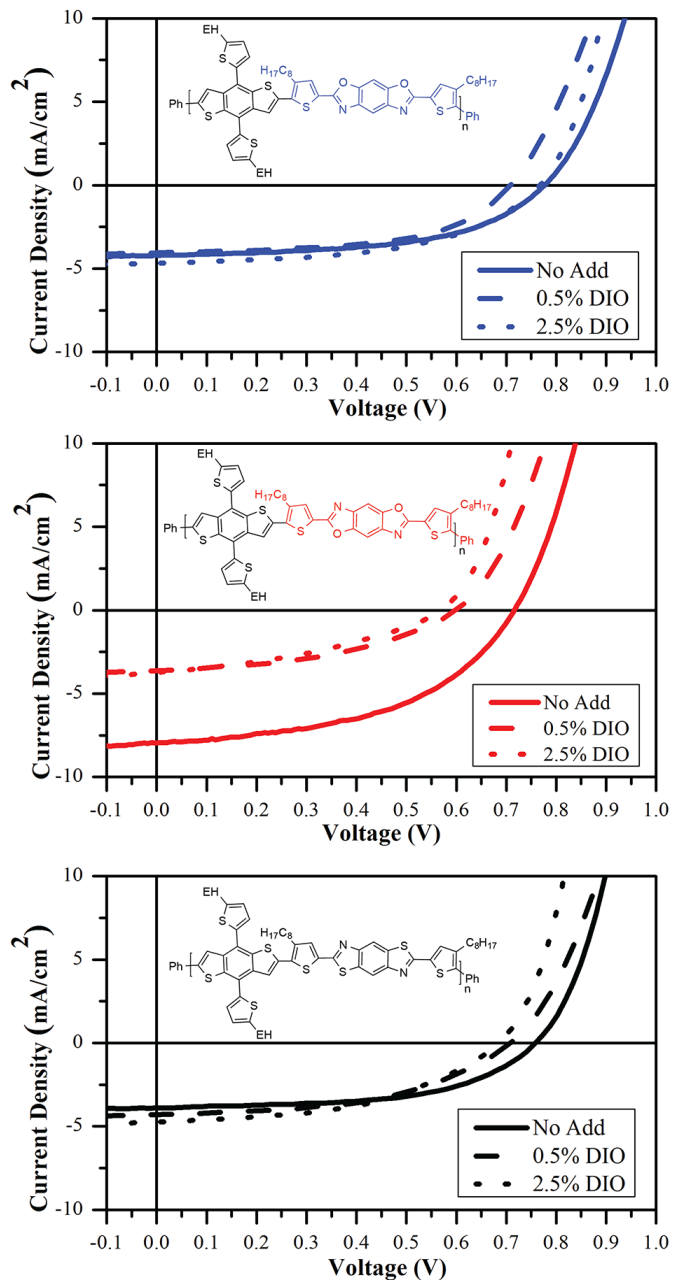 10
5
0
-5
-10
Current Density (mA/cm²)
EH
S
H₁₇C₈
C₈H₁₇
S
O
O
Ph
S
S
N
N
S
n
Ph
S
EH
No Add
0.5% DIO
2.5% DIO
-0.1 0.0 0.1 0.2 0.3 0.4 0.5 0.6 0.7 0.8 0.9 1.0
Voltage (V)
10
5
0
-5
-10
Current Density (mA/cm²)
EH
S
H₁₇C₈
C₈H₁₇
S
N
O
Ph
S
S
O
N
S
n
Ph
S
EH
No Add
0.5% DIO
2.5% DIO
-0.1 0.0 0.1 0.2 0.3 0.4 0.5 0.6 0.7 0.8 0.9 1.0
Voltage (V)
10
5
0
-5
-10
Current Density (mA/cm²)
EH
S
H₁₇C₈
C₈H₁₇
S
N
S
Ph
S
S
S
N
S
n
Ph
S
EH
No Add
0.5% DIO
2.5% DIO
-0.1 0.0 0.1 0.2 0.3 0.4 0.5 0.6 0.7 0.8 0.9 1.0
Voltage (V)